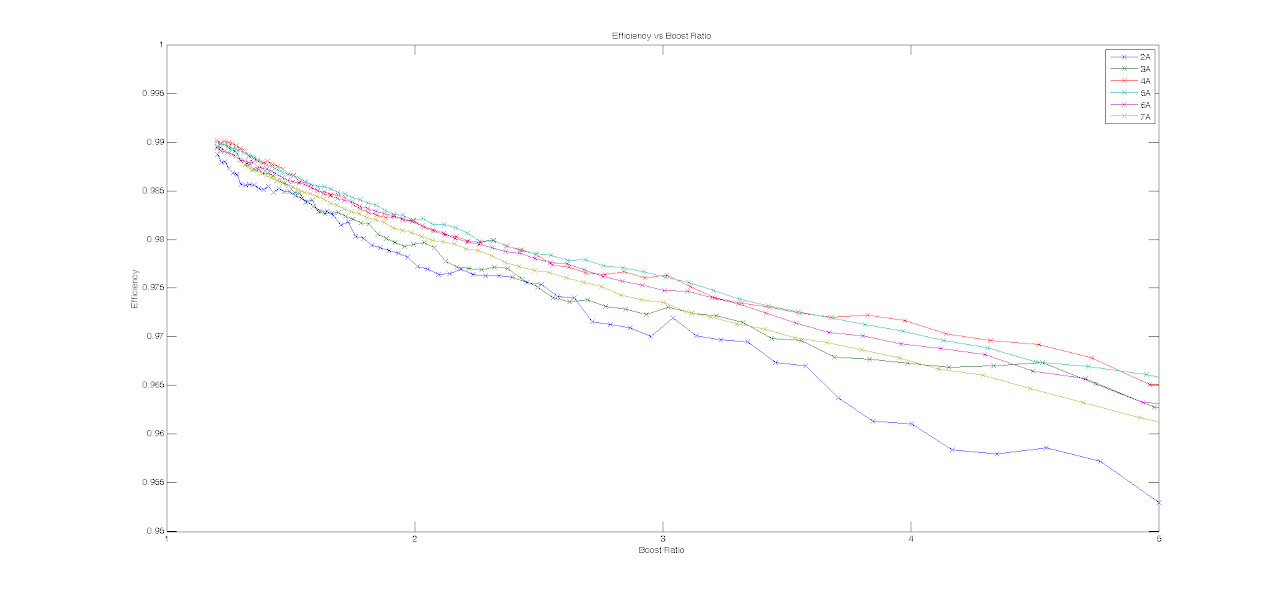 Efficiency vs Boost Ratio
1
0.995
0.99
0.985
0.98
0.975
0.97
0.965
0.96
0.955
0.95
Efficiency
2A
3A
4A
5A
6A
7A
1
2
3
4
5
Boost Ratio